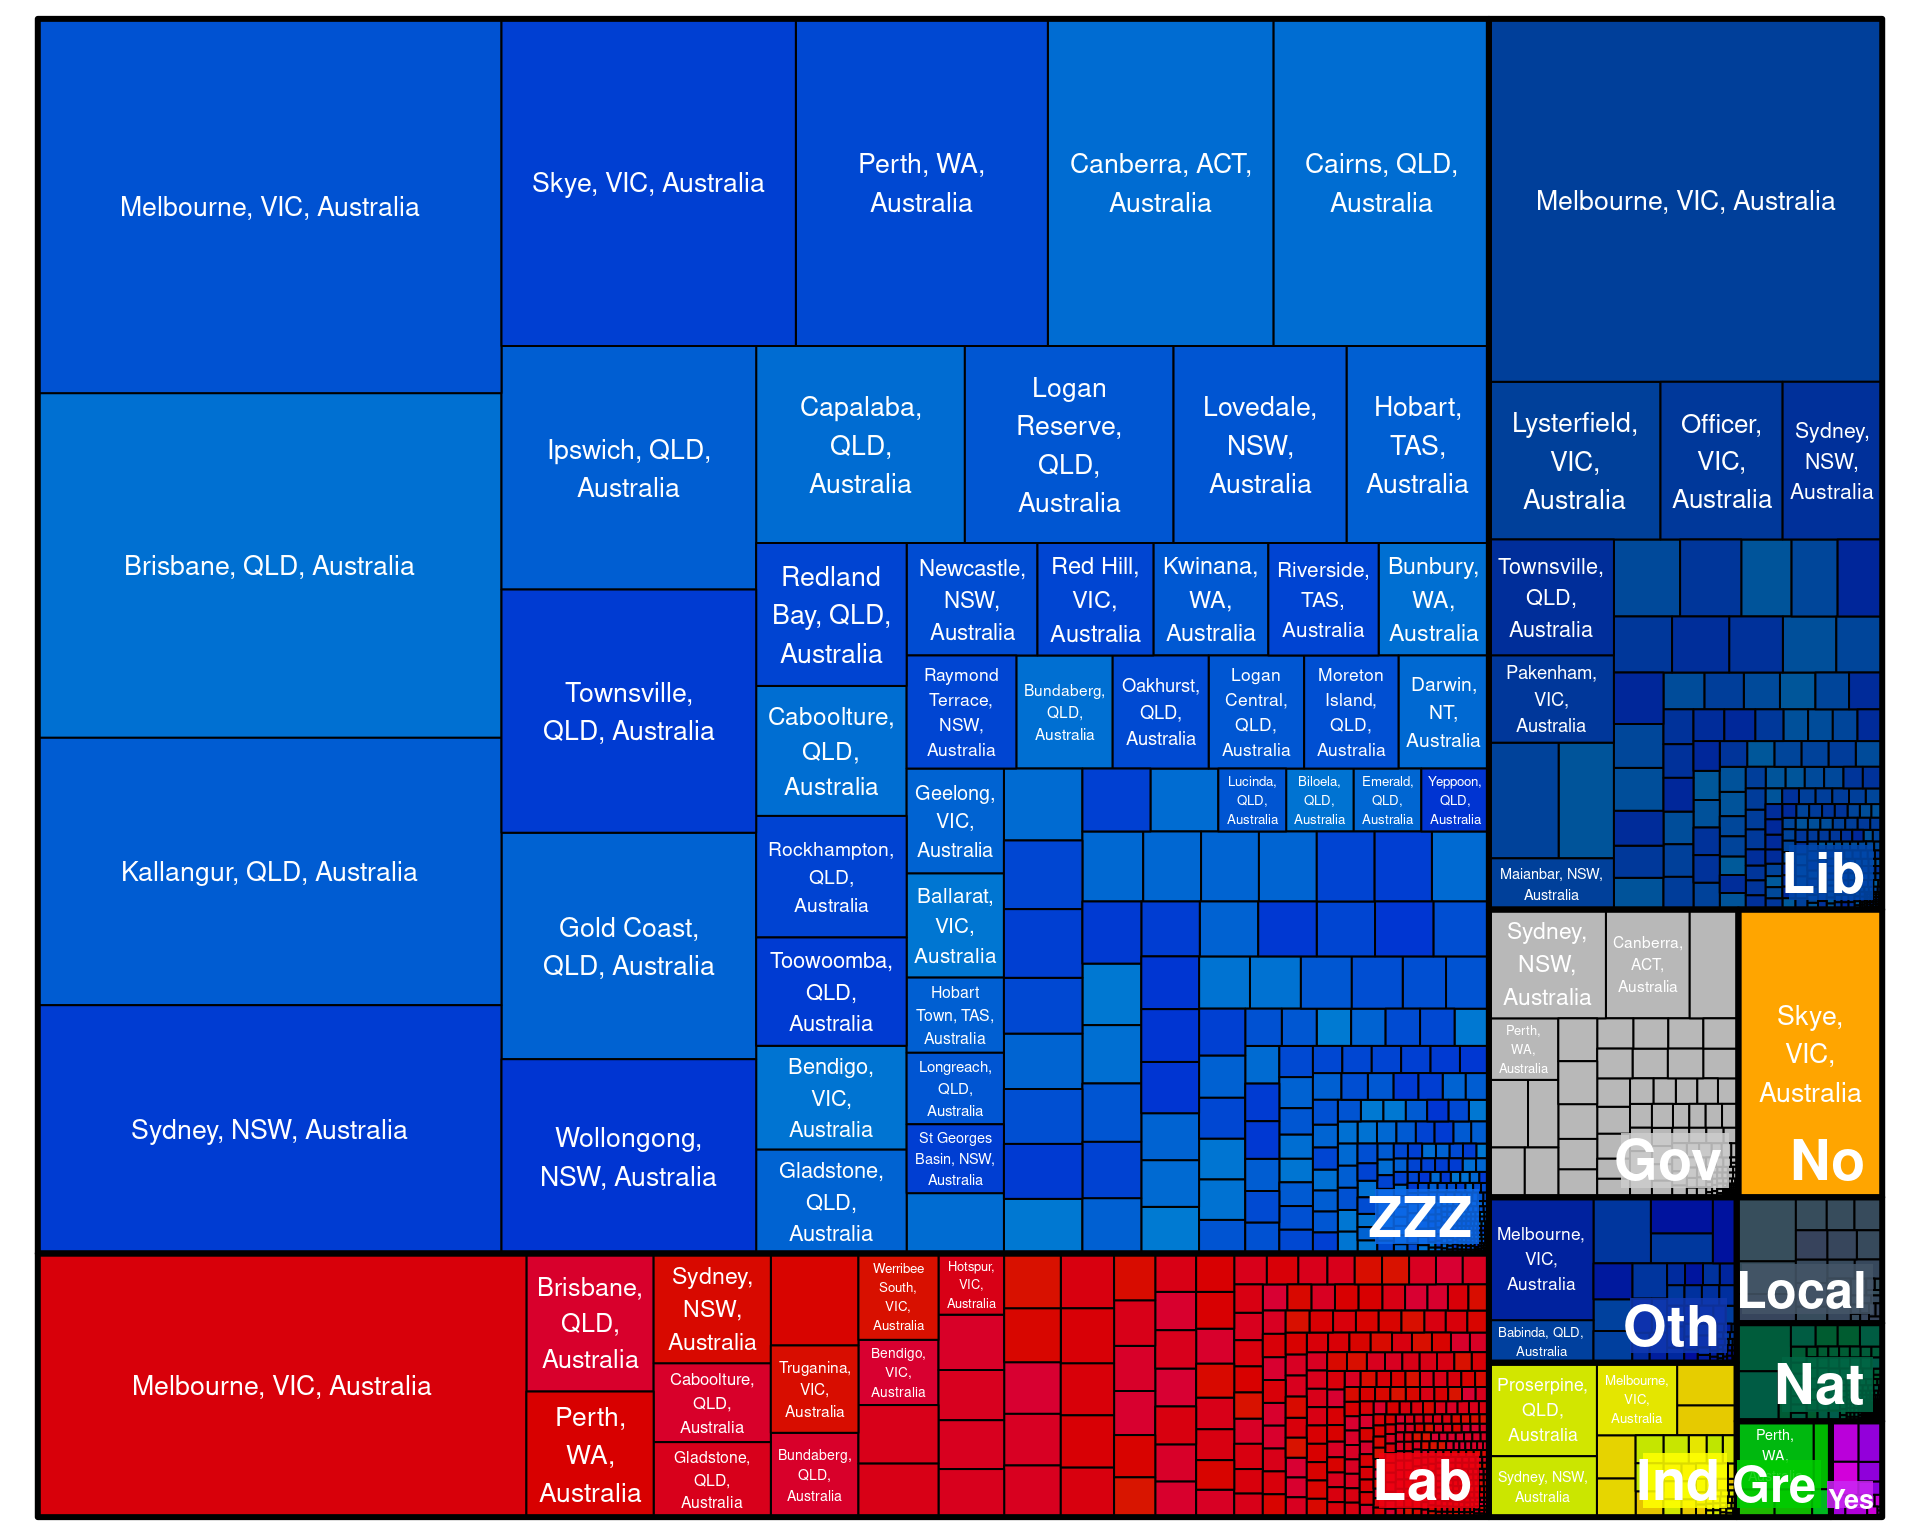 Melbourne, VIC, Australia
Brisbane, QLD, Australia
Kallangur, QLD, Australia
Sydney, NSW, Australia
Skye, VIC, Australia
Perth, WA,
Australia
Canberra, ACT,
Australia
Cairns, QLD,
Australia
Ipswich, QLD,
Australia
Townsville,
QLD, Australia
Gold Coast,
QLD, Australia
Wollongong,
NSW, Australia
Capalaba,
QLD,
Australia
Logan
Reserve,
QLD,
Australia
Lovedale,
NSW,
Australia
Hobart,
TAS,
Australia
Redland
Bay, QLD,
Australia
Caboolture,
QLD,
Australia
Rockhampton,
QLD,
Australia
Toowoomba,
QLD,
Australia
Bendigo,
VIC,
Australia
Gladstone,
QLD,
Australia
Newcastle,
NSW,
Australia
Red Hill,
VIC,
Australia
Kwinana,
WA,
Australia
Riverside,
TAS,
Australia
Bunbury,
WA,
Australia
Raymond
Terrace,
NSW,
Australia
Bundaberg,
QLD,
Australia
Oakhurst,
QLD,
Australia
Logan
Central,
QLD,
Australia
Moreton
Island,
QLD,
Australia
Darwin,
NT,
Australia
Geelong,
VIC,
Australia
Ballarat,
VIC,
Australia
Hobart
Town, TAS,
Australia
Longreach,
QLD,
Australia
St Georges
Basin, NSW,
Australia
Lucinda,
QLD,
Australia
Biloela,
QLD,
Australia
Emerald,
QLD,
Australia
Yeppoon,
QLD,
Australia
ZZZ
Melbourne, VIC, Australia
Brisbane,
QLD,
Australia
Perth,
WA,
Australia
Sydney,
NSW,
Australia
Caboolture,
QLD,
Australia
Gladstone,
QLD,
Australia
Truganina,
VIC,
Australia
Bundaberg,
QLD,
Australia
Werribee
South,
VIC,
Australia
Bendigo,
VIC,
Australia
Hotspur,
VIC,
Australia
Lab
Melbourne, VIC, Australia
Lysterfield,
VIC,
Australia
Officer,
VIC,
Australia
Sydney,
NSW,
Australia
Townsville,
QLD,
Australia
Pakenham,
VIC,
Australia
Maianbar, NSW,
Australia
Lib
Sydney,
NSW,
Australia
Canberra,
ACT,
Australia
Perth,
WA,
Australia
Gov
Skye,
VIC,
Australia
No
Melbourne,
VIC,
Australia
Babinda, QLD,
Australia
Oth
Local
Nat
Proserpine,
QLD,
Australia
Melbourne,
VIC,
Australia
Sydney, NSW,
Australia
Ind
Perth,
WA,
Gre
Yes